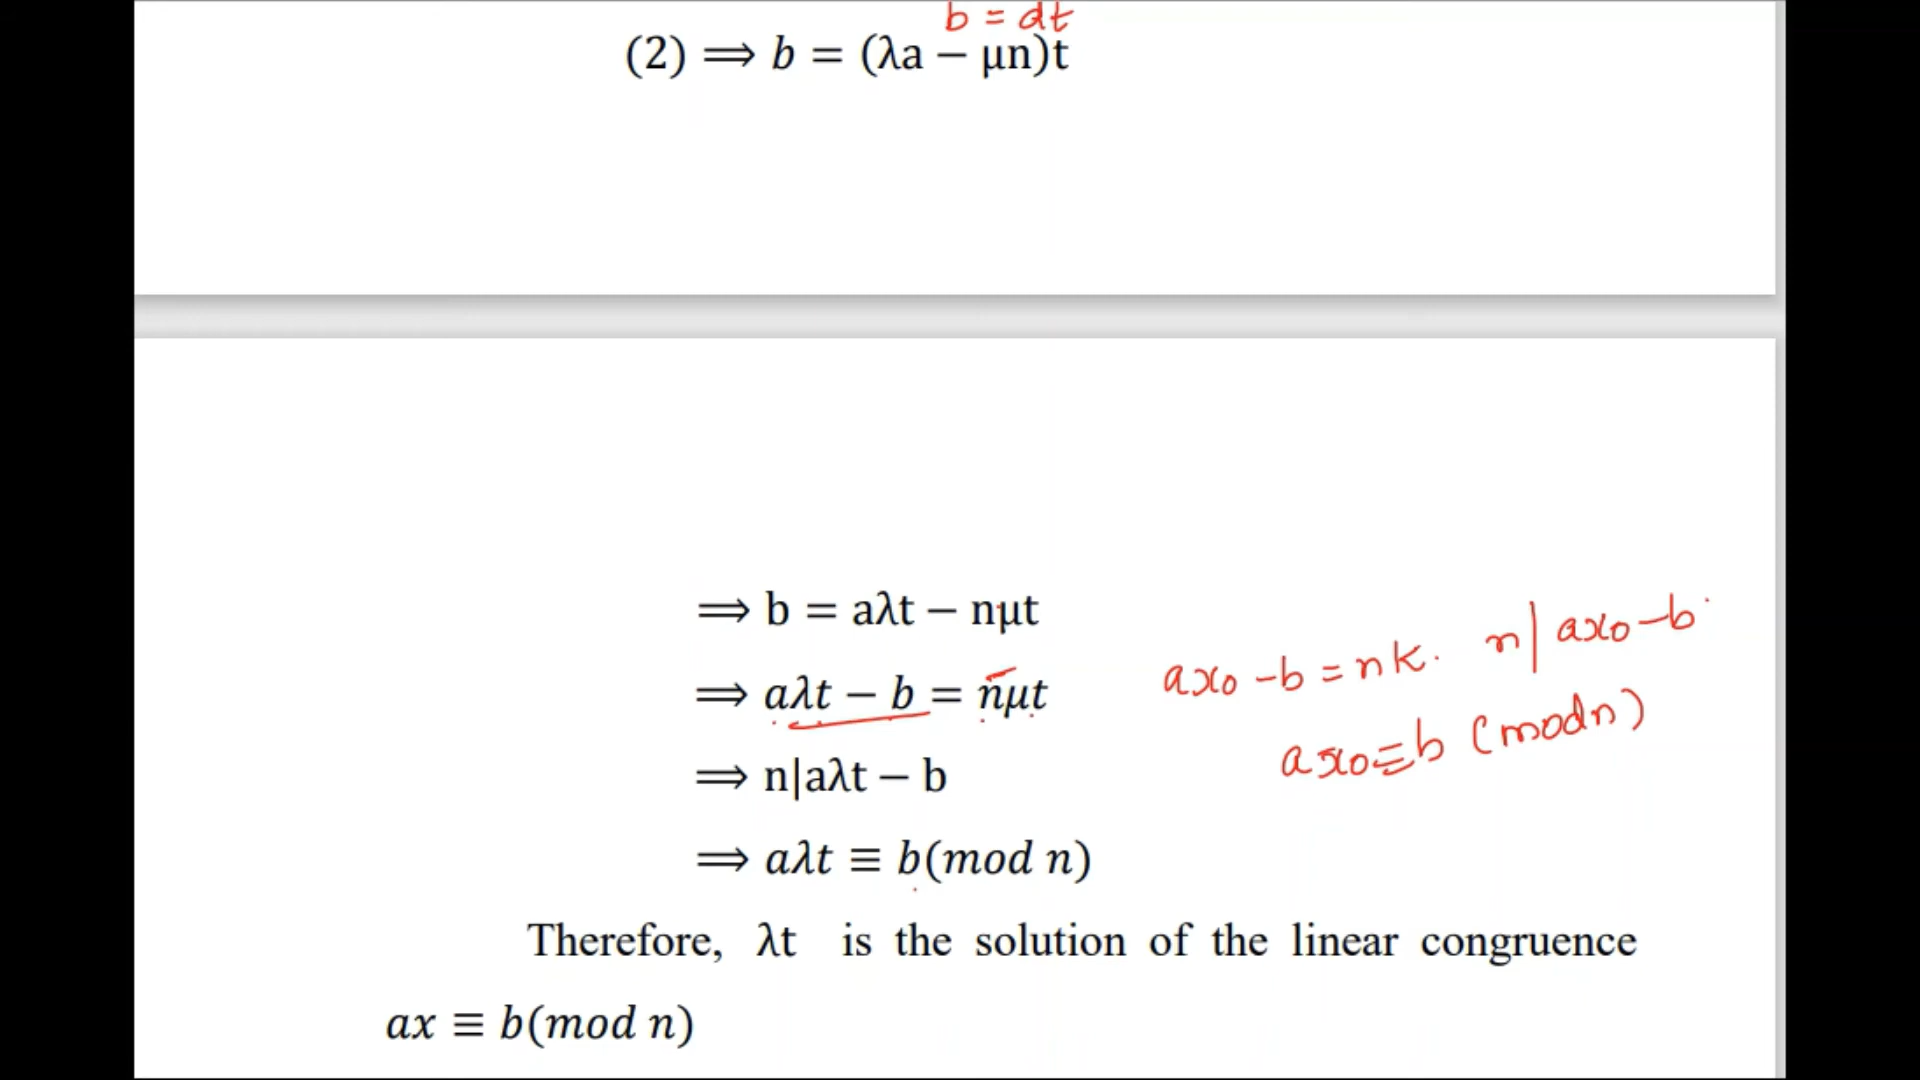 b = dt
(2) ⟹ b = (λa − μn)t
⟹ b = aλt − nμt
⟹ aλt − b = nμt
ax₀ − b = nk. n | ax₀ − b
⟹ n|aλt − b
ax₀ ≡ b (mod n)
⟹ aλt ≡ b(mod n)
Therefore, λt is the solution of the linear congruence
ax ≡ b(mod n)